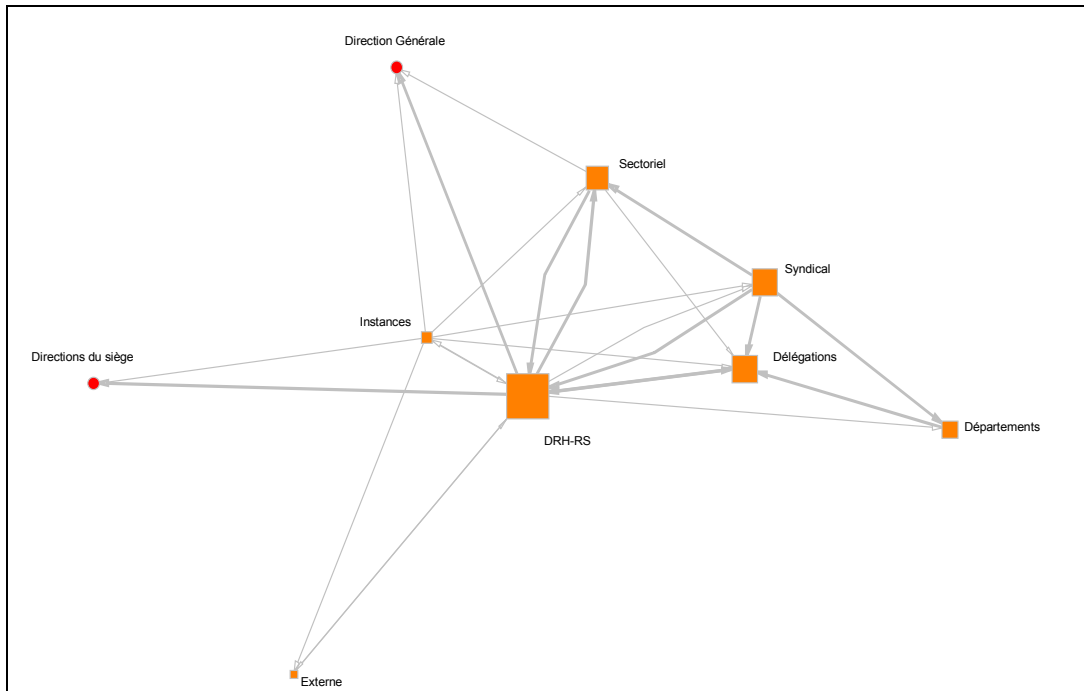 Direction Générale
Sectoriel
Syndical
Instances
Directions du siège
Délégations
Départements
DRH-RS
Externe